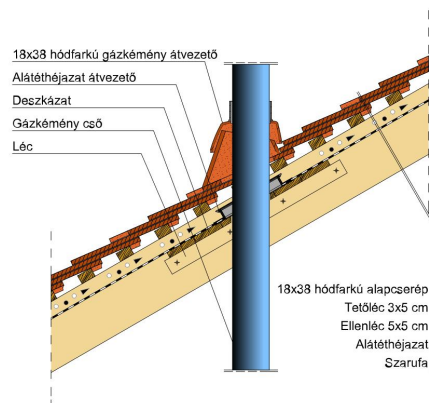 18x38 hódfarkú gázkémény átvezető
Alátéthéjazat átvezető
Deszkázat
Gázkémény cső
Léc
18x38 hódfarkú alapcserép
Tetőléc 3x5 cm
Ellenléc 5x5 cm
Alátéthéjazat
Szarufa